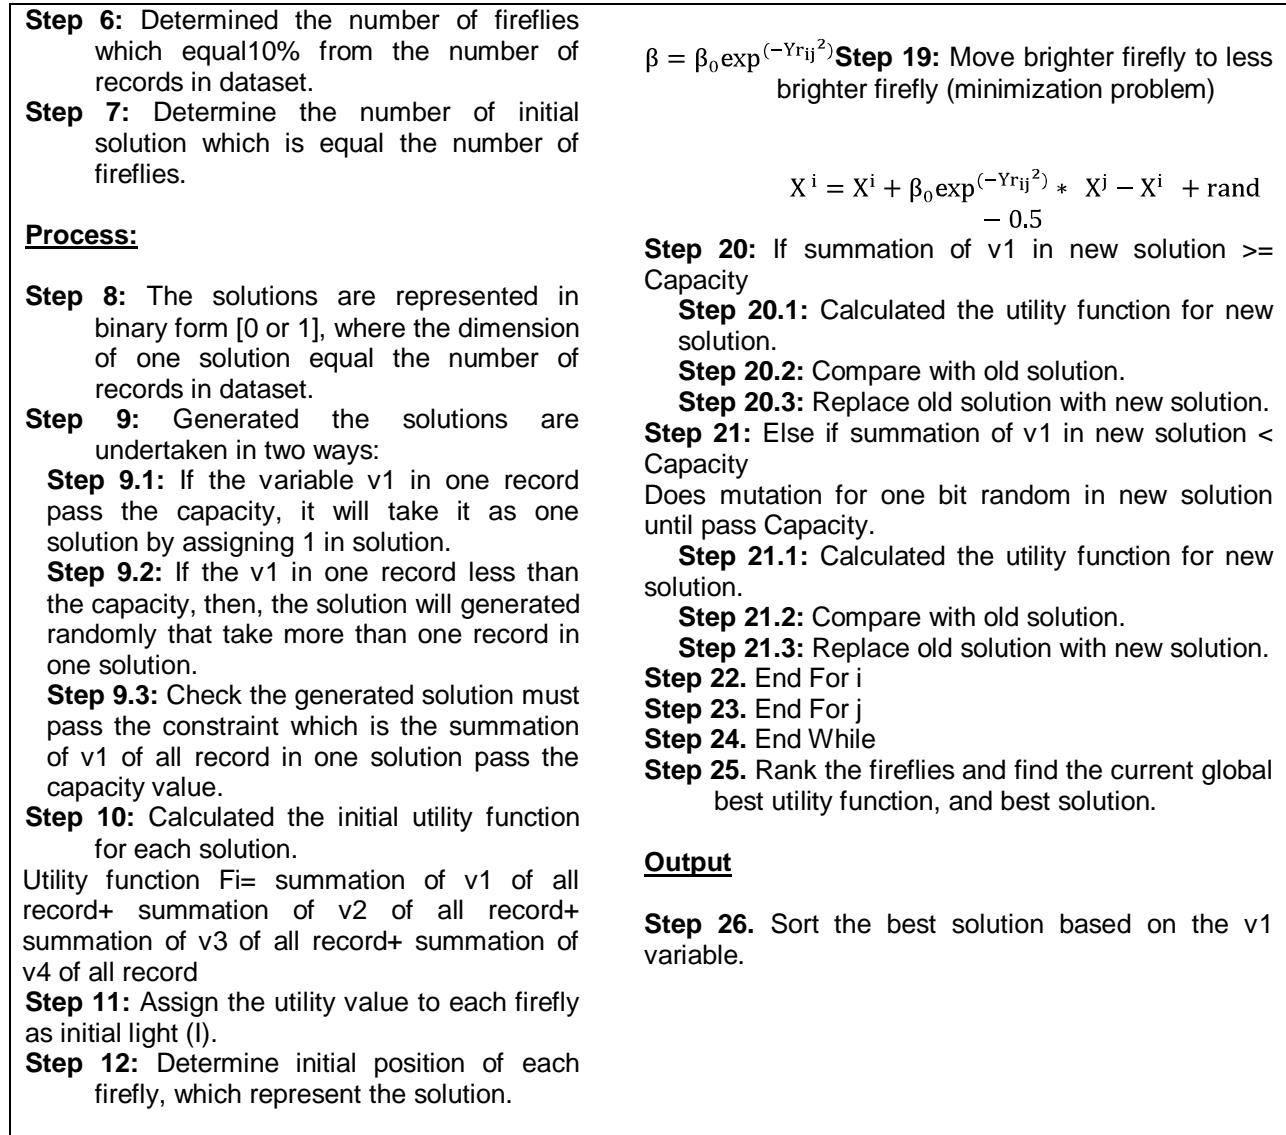 Step 6: Determined the number of fireflies
which equal10% from the number of
records in dataset.
Step 7: Determine the number of initial
solution which is equal the number of
fireflies.
Process:
Step 8: The solutions are represented in
binary form [0 or 1], where the dimension
of one solution equal the number of
records in dataset.
Step 9: Generated the solutions are
undertaken in two ways:
Step 9.1: If the variable v1 in one record
pass the capacity, it will take it as one
solution by assigning 1 in solution.
Step 9.2: If the v1 in one record less than
the capacity, then, the solution will generated
randomly that take more than one record in
one solution.
Step 9.3: Check the generated solution must
pass the constraint which is the summation
of v1 of all record in one solution pass the
capacity value.
Step 10: Calculated the initial utility function
for each solution.
Utility function Fi= summation of v1 of all
record+ summation of v2 of all record+
summation of v3 of all record+ summation of
v4 of all record
Step 11: Assign the utility value to each firefly
as initial light (I).
Step 12: Determine initial position of each
firefly, which represent the solution.
β = β₀exp^(−Yr_ij²)Step 19: Move brighter firefly to less
brighter firefly (minimization problem)
X^i = X^i + β₀exp^(−Yr_ij²) ∗ X^j − X^i + rand
− 0.5
Step 20: If summation of v1 in new solution >=
Capacity
Step 20.1: Calculated the utility function for new
solution.
Step 20.2: Compare with old solution.
Step 20.3: Replace old solution with new solution.
Step 21: Else if summation of v1 in new solution <
Capacity
Does mutation for one bit random in new solution
until pass Capacity.
Step 21.1: Calculated the utility function for new
solution.
Step 21.2: Compare with old solution.
Step 21.3: Replace old solution with new solution.
Step 22. End For i
Step 23. End For j
Step 24. End While
Step 25. Rank the fireflies and find the current global
best utility function, and best solution.
Output
Step 26. Sort the best solution based on the v1
variable.